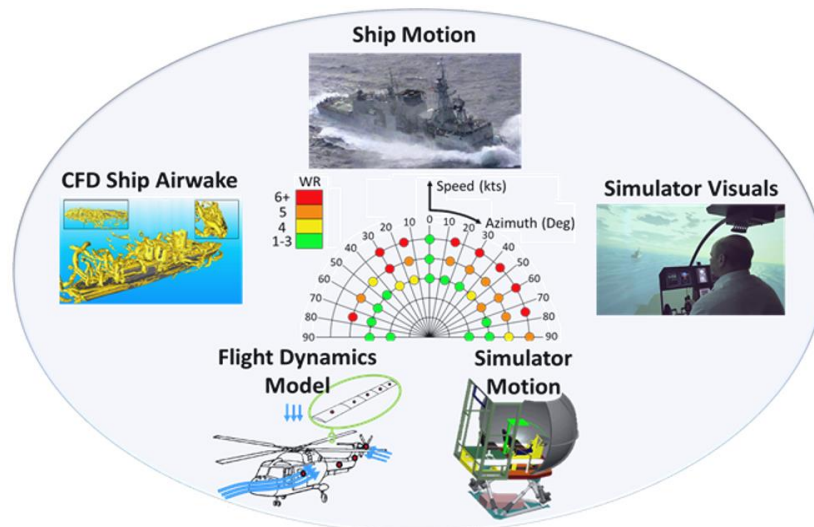 Ship Motion
CFD Ship Airwake
WR
6+
5
4
1-3
Speed (kts)
Azimuth (Deg)
Simulator Visuals
30 20 10 0 10 20 30
40 40
50 50
60 60
70 70
80 80
90 90
Flight Dynamics
Model
Simulator
Motion